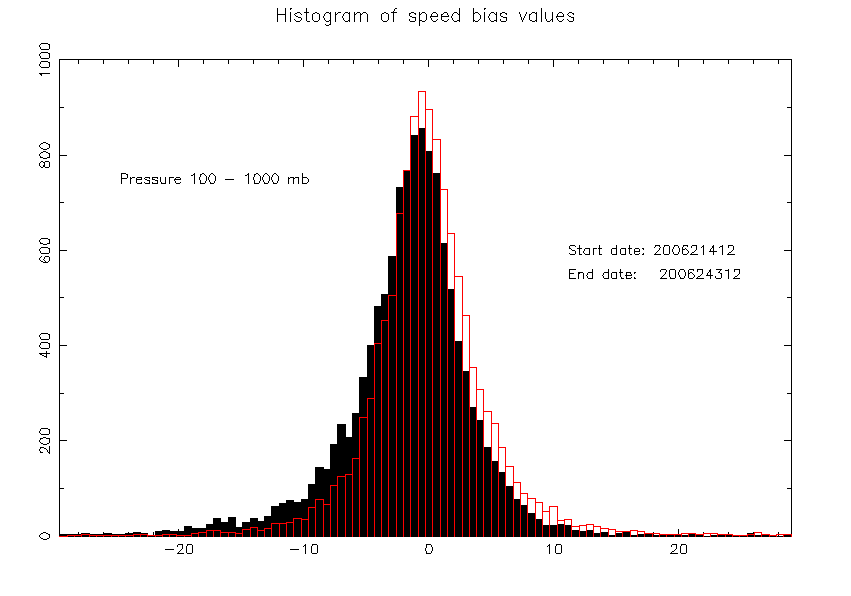 Histogram of speed bias values
1000
800
600
400
200
0
Pressure 100 - 1000 mb
Start date: 200621412
End date: 200624312
-20 -10 0 10 20